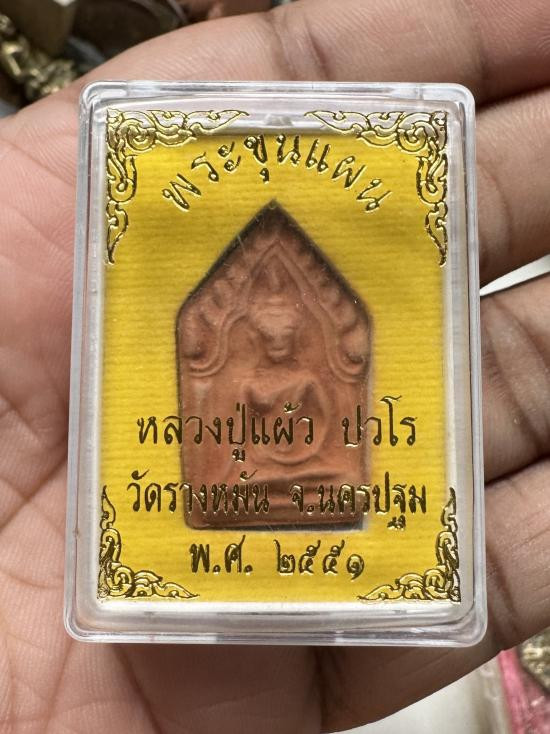 พระขุนแผน
หลวงปู่แผ้ว ปวโร
วัดรางหมัน จ.นครปฐม
พ.ศ. ๒๕๕๑